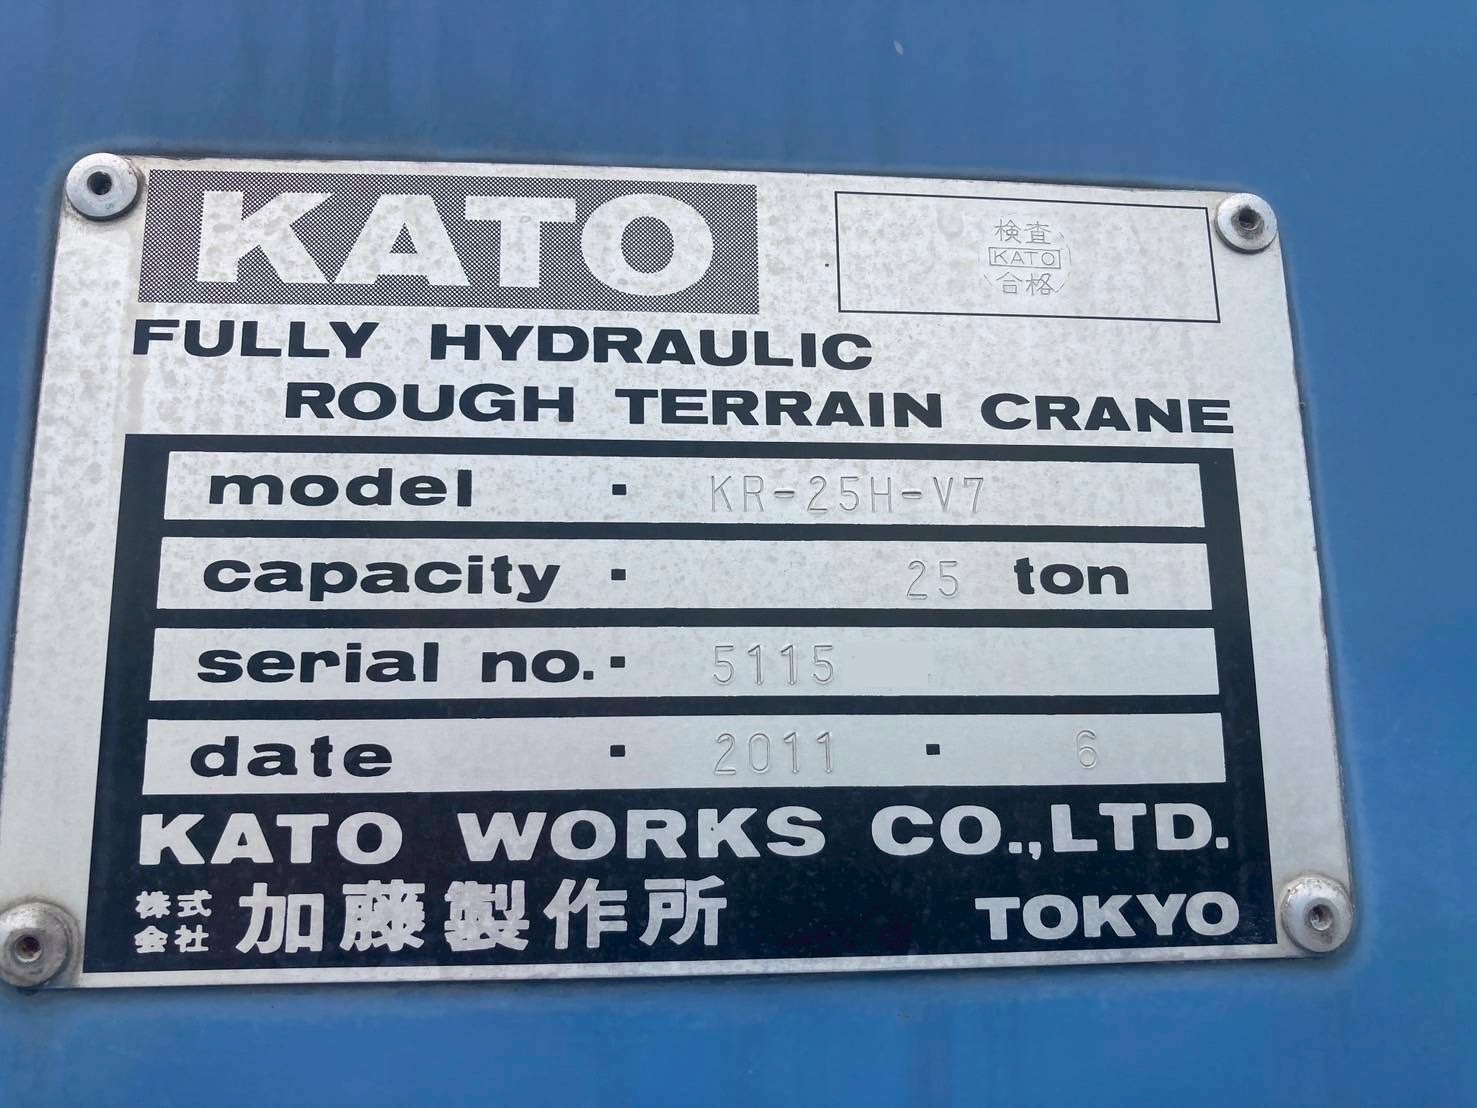 KATO
検査
KATO
合格
FULLY HYDRAULIC
ROUGH TERRAIN CRANE
model · KR-25H-V7
capacity · 25 ton
serial no. · 5115
date · 2011 · 6
KATO WORKS CO.,LTD.
株式会社 加藤製作所 TOKYO